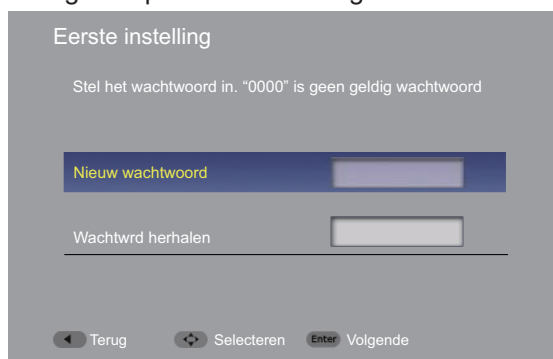 Eerste instelling
Stel het wachtwoord in. “0000” is geen geldig wachtwoord
Nieuw wachtwoord
Wachtwrd herhalen
Terug Selecteren Enter Volgende